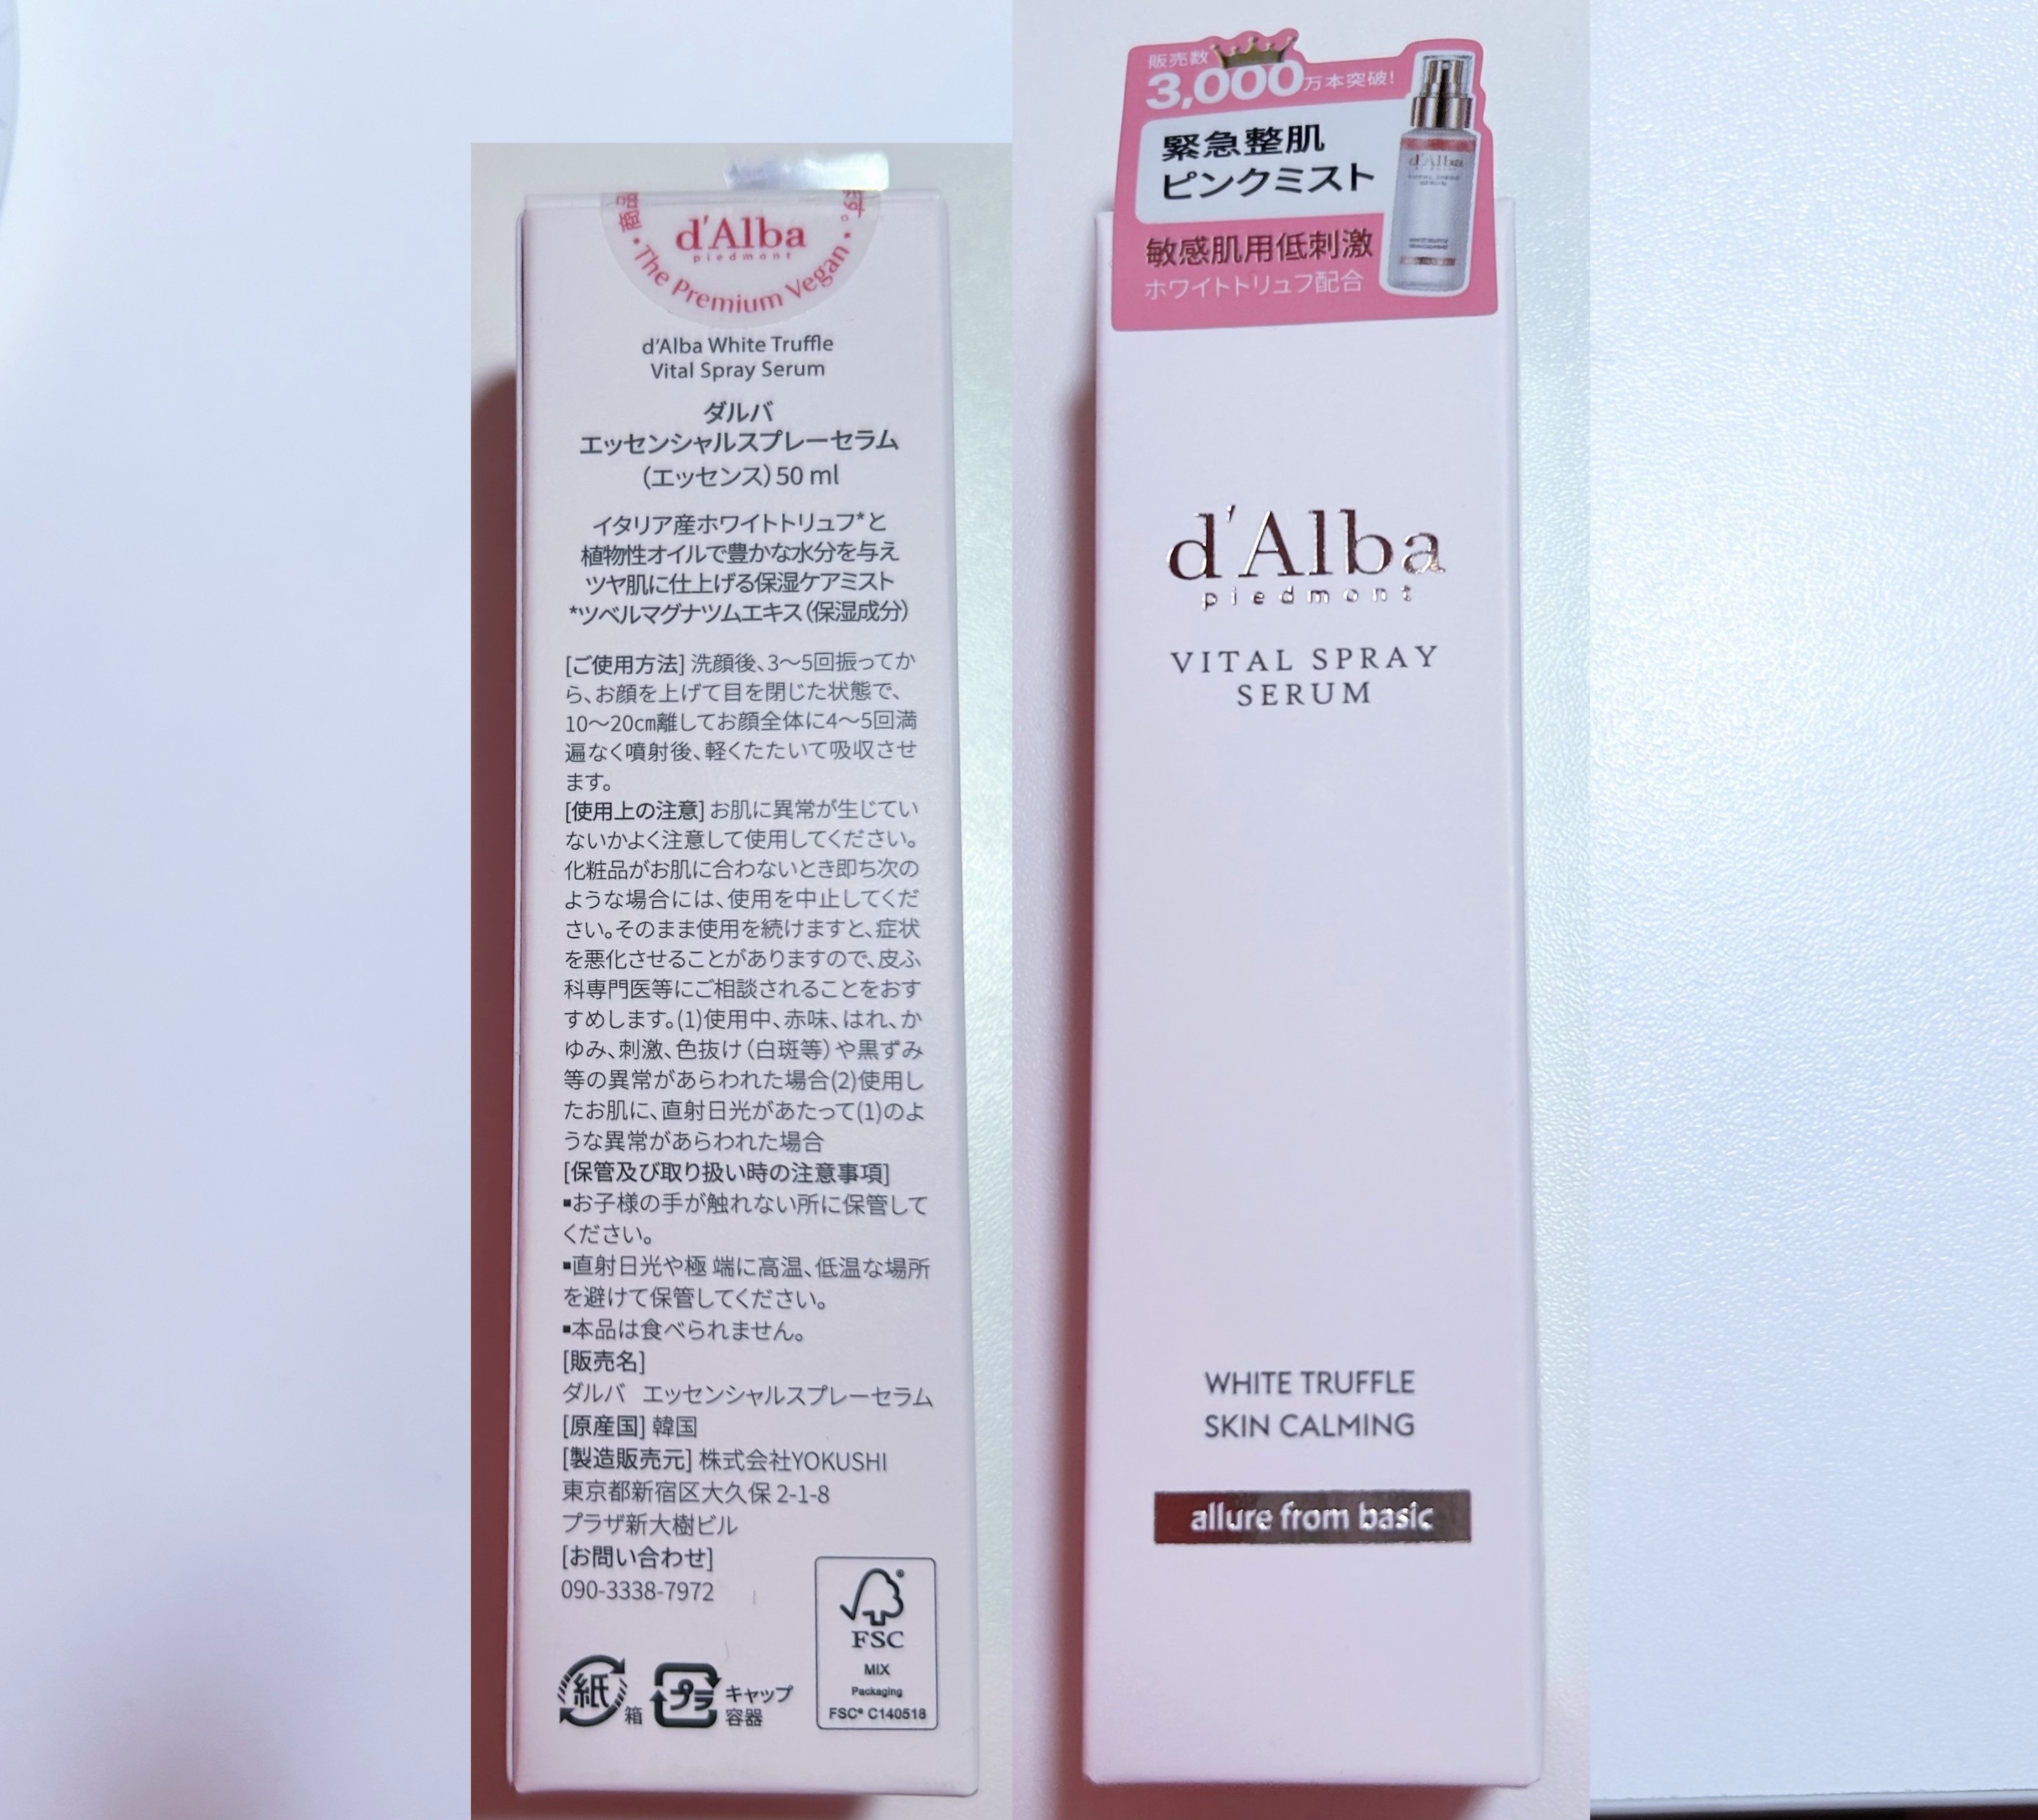 商品
す。
d'Alba
piedmont
• The Premium Vegan •
d'Alba White Truffle
Vital Spray Serum
ダルバ
エッセンシャルスプレーセラム
(エッセンス)50 ml
イタリア産ホワイトトリュフ*と
植物性オイルで豊かな水分を与え
ツヤ肌に仕上げる保湿ケアミスト
*ツベルマグナツムエキス(保湿成分)
[ご使用方法] 洗顔後、3〜5回振ってか
ら、お顔を上げて目を閉じた状態で、
10〜20㎝離してお顔全体に4〜5回満
遍なく噴射後、軽くたたいて吸収させ
ます。
[使用上の注意] お肌に異常が生じてい
ないかよく注意して使用してください。
化粧品がお肌に合わないとき即ち次の
ような場合には、使用を中止してくだ
さい。そのまま使用を続けますと、症状
を悪化させることがありますので、皮ふ
科専門医等にご相談されることをおす
すめします。(1)使用中、赤味、はれ、か
ゆみ、刺激、色抜け(白斑等)や黒ずみ
等の異常があらわれた場合(2)使用し
たお肌に、直射日光があたって(1)のよ
うな異常があらわれた場合
[保管及び取り扱い時の注意事項]
▪お子様の手が触れない所に保管して
ください。
▪直射日光や極 端に高温、低温な場所
を避けて保管してください。
▪本品は食べられません。
[販売名]
ダルバ エッセンシャルスプレーセラム
[原産国] 韓国
[製造販売元] 株式会社YOKUSHI
東京都新宿区大久保 2-1-8
プラザ新大樹ビル
[お問い合わせ]
090-3338-7972
紙
箱
プラ
キャップ
容器
FSC
MIX
Packaging
FSC® C140518
販売数
3,000万本突破!
緊急整肌
ピンクミスト
敏感肌用低刺激
ホワイトトリュフ配合
d'Alba
d'Alba
piedmont
VITAL SPRAY
SERUM
WHITE TRUFFLE
SKIN CALMING
allure from basic